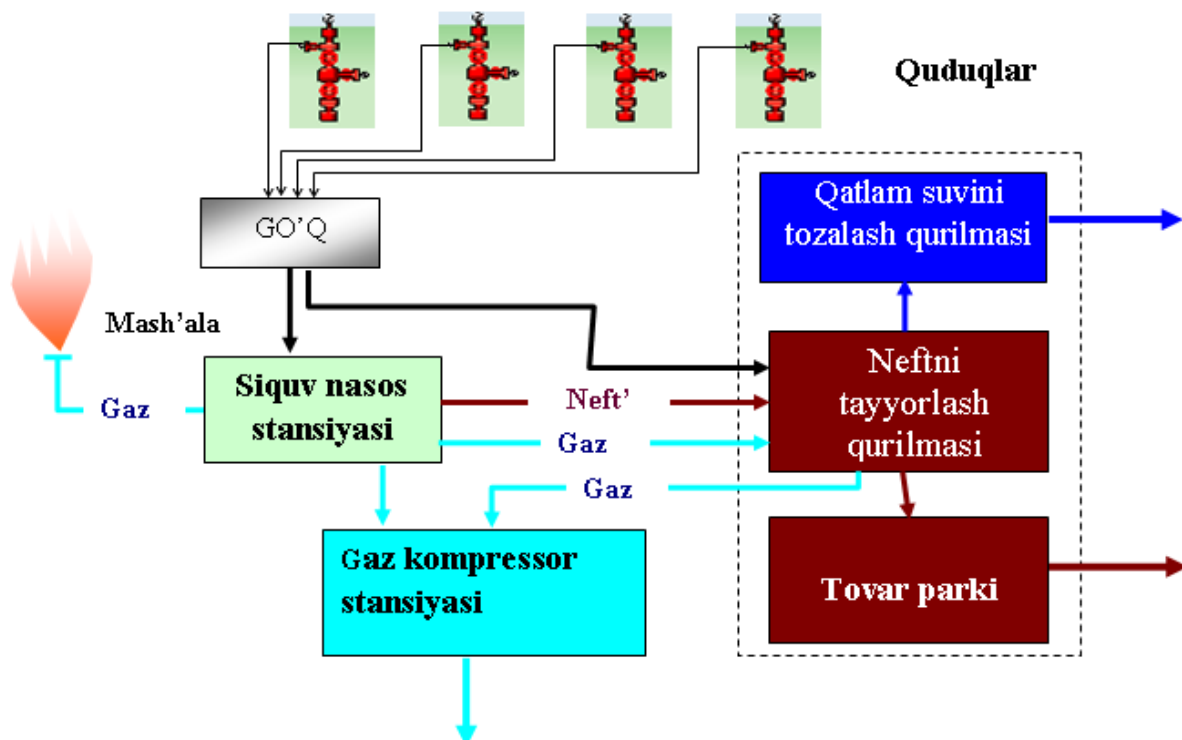 Quduqlar
GO’Q
Qatlam suvini
tozalash qurilmasi
Mash’ala
Siquv nasos
stansiyasi
Gaz
Neft’
Gaz
Gaz
Neftni
tayyorlash
qurilmasi
Gaz kompressor
stansiyasi
Tovar parki